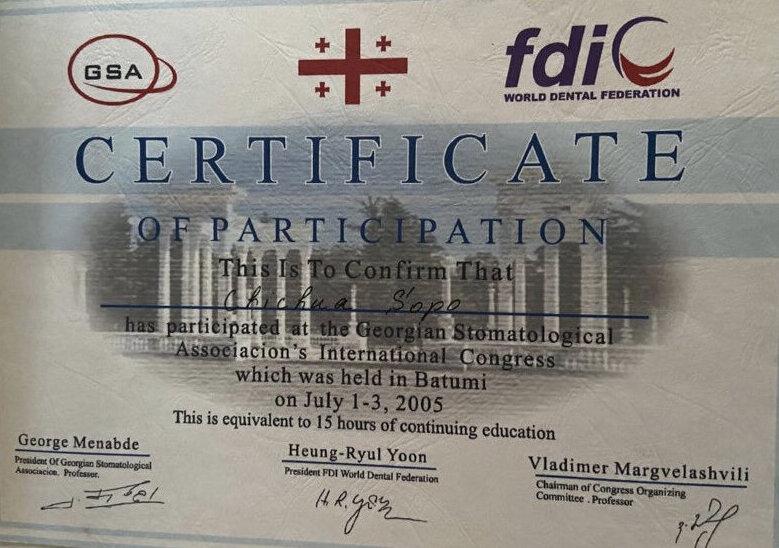 GSA
fdi
WORLD DENTAL FEDERATION
CERTIFICATE
OF PARTICIPATION
This Is To Confirm That
Chichua Sopo
has participated at the Georgian Stomatological
Associacion's International Congress
which was held in Batumi
on July 1-3, 2005
This is equivalent to 15 hours of continuing education
George Menabde
President Of Georgian Stomatological
Associacion. Professor.
Heung-Ryul Yoon
President FDI World Dental Federation
H.R.Yoon
Vladimer Margvelashvili
Chairman of Congress Organizing
Committee . Professor